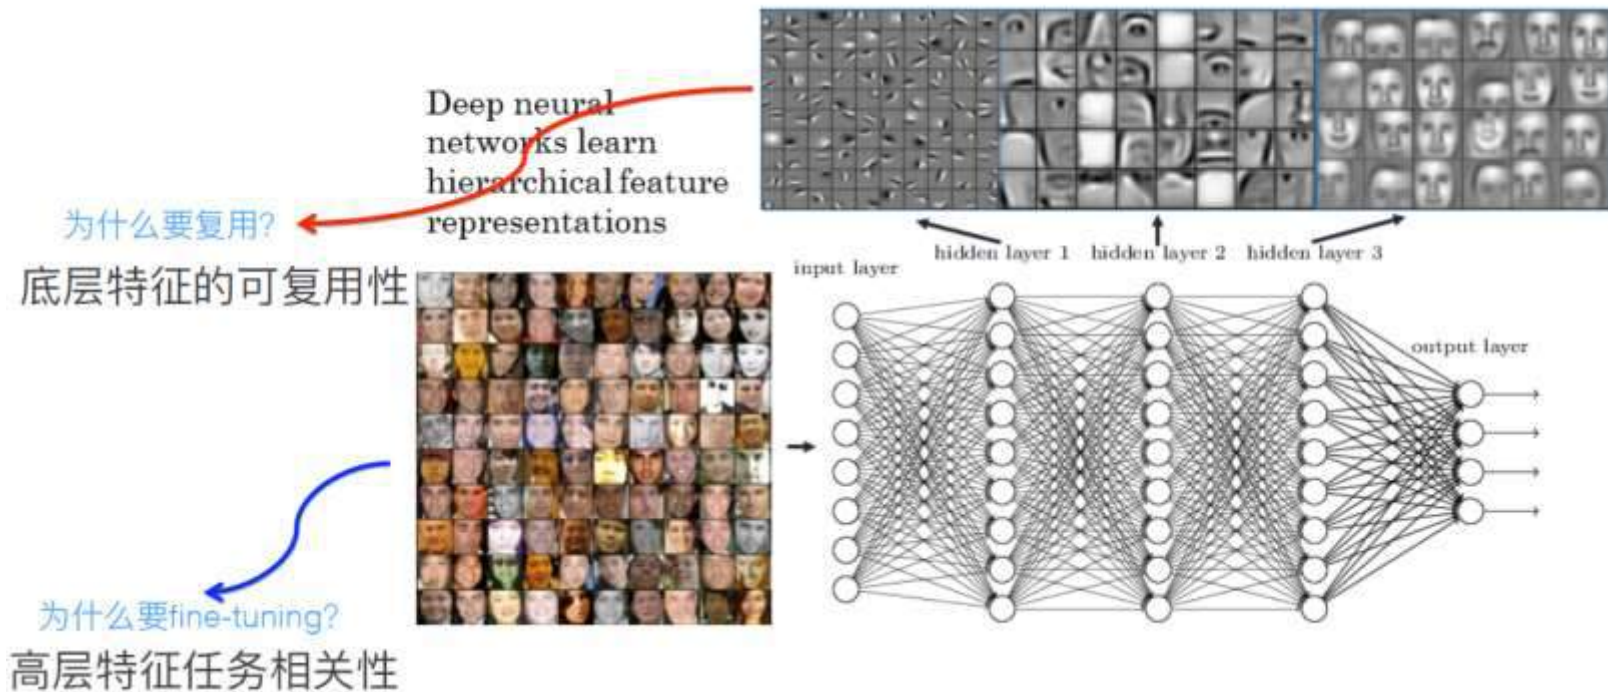 Deep neural
networks learn
hierarchical feature
representations
为什么要复用?
底层特征的可复用性
为什么要fine-tuning?
高层特征任务相关性
hidden layer 1
hidden layer 2
hidden layer 3
input layer
output layer